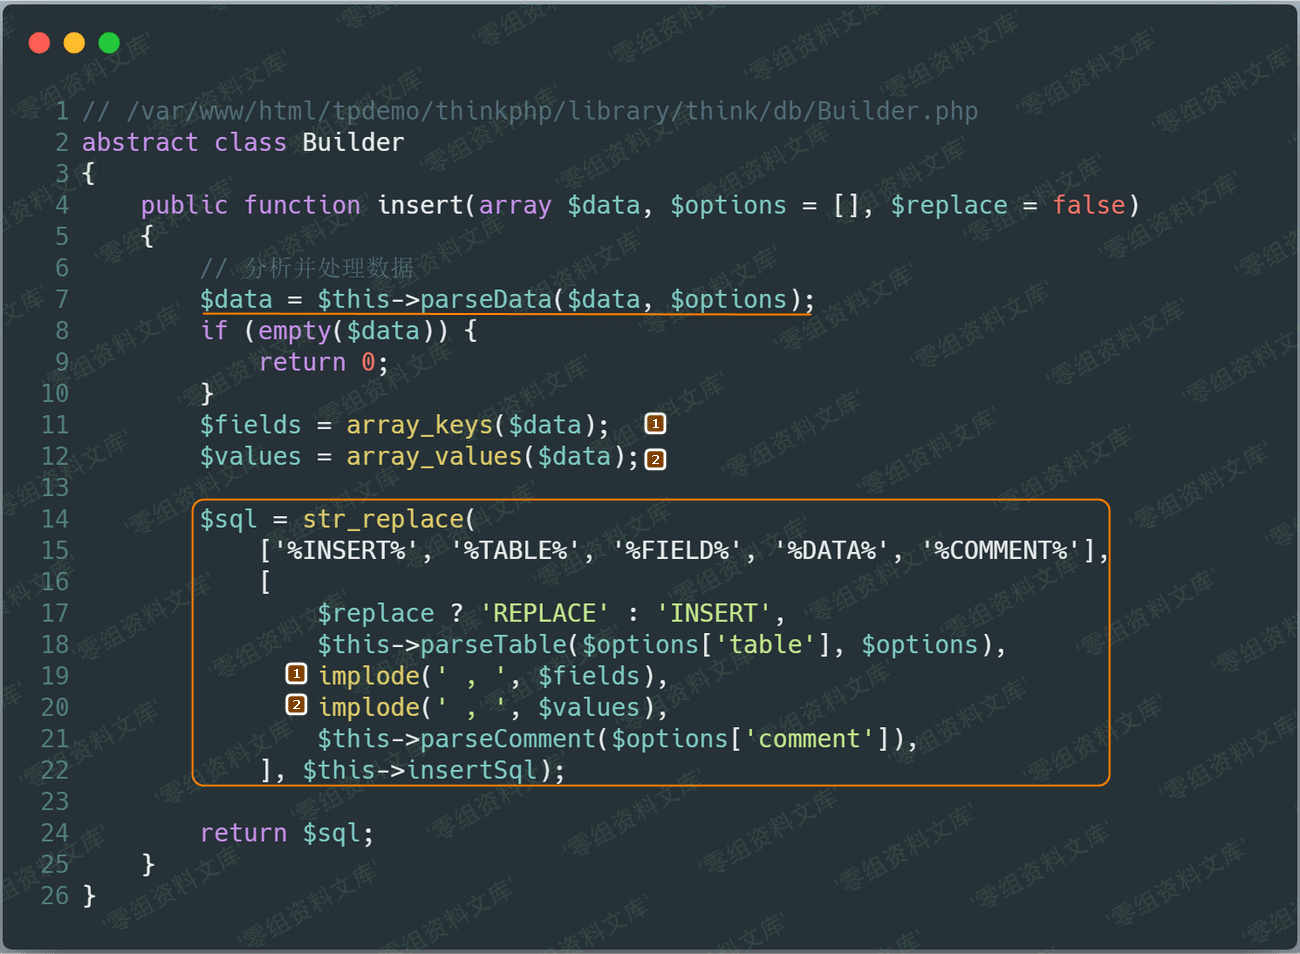 1 // /var/www/html/tpdemo/thinkphp/library/think/db/Builder.php
2 abstract class Builder
3 {
4     public function insert(array $data, $options = [], $replace = false)
5     {
6         // 分析并处理数据
7         $data = $this->parseData($data, $options);
8         if (empty($data)) {
9             return 0;
10         }
11         $fields = array_keys($data); 1
12         $values = array_values($data); 2
13
14         $sql = str_replace(
15             ['%INSERT%', '%TABLE%', '%FIELD%', '%DATA%', '%COMMENT%'],
16             [
17                 $replace ? 'REPLACE' : 'INSERT',
18                 $this->parseTable($options['table'], $options),
19 1 implode(' , ', $fields),
20 2 implode(' , ', $values),
21                 $this->parseComment($options['comment']),
22             ], $this->insertSql);
23
24         return $sql;
25     }
26 }
'零组资料文库'